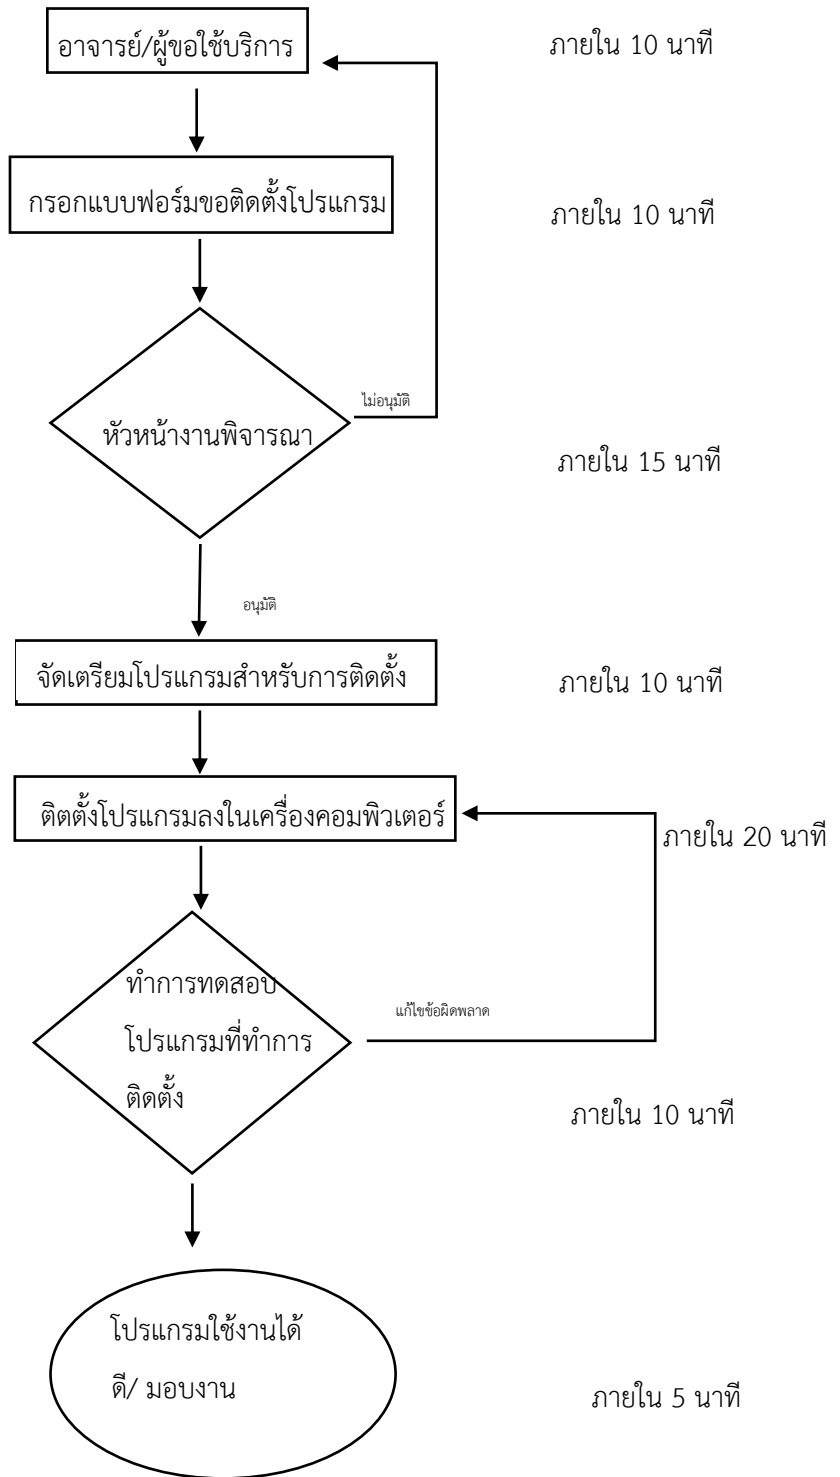 อาจารย์/ผู้ขอใช้บริการ
ภายใน 10 นาที
กรอกแบบฟอร์มขอติดตั้งโปรแกรม
ภายใน 10 นาที
ไม่อนุมัติ
หัวหน้างานพิจารณา
ภายใน 15 นาที
อนุมัติ
จัดเตรียมโปรแกรมสำหรับการติดตั้ง
ภายใน 10 นาที
ติตตั้งโปรแกรมลงในเครื่องคอมพิวเตอร์
ภายใน 20 นาที
ทำการทดสอบ
โปรแกรมที่ทำการ
ติดตั้ง
แก้ไขข้อผิดพลาด
ภายใน 10 นาที
โปรแกรมใช้งานได้
ดี/ มอบงาน
ภายใน 5 นาที